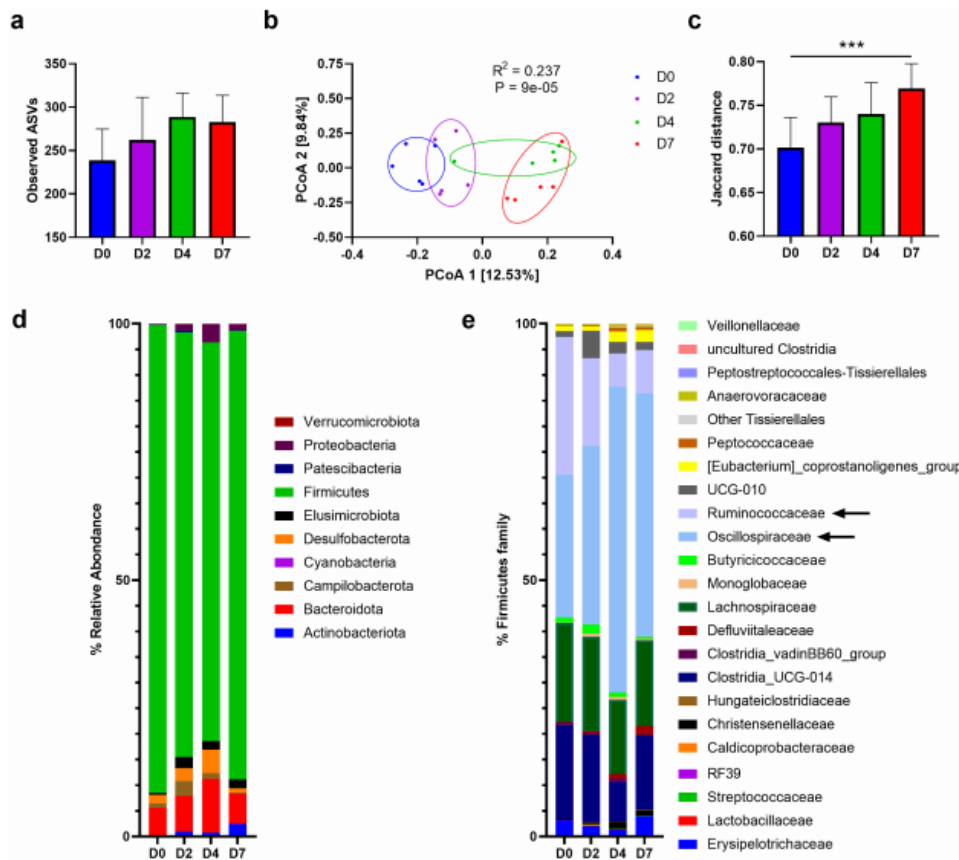 a
Observed ASVs
350
300
250
200
150
D0 D2 D4 D7
b
R² = 0.237
P = 9e-05
PCoA 2 [9.84%]
0.75
0.50
0.25
0.00
-0.25
-0.50
-0.4 -0.2 0.0 0.2 0.4
PCoA 1 [12.53%]
D0
D2
D4
D7
c
***
Jaccard distance
0.80
0.75
0.70
0.65
0.60
D0 D2 D4 D7
d
% Relative Abundance
100
50
0
D0 D2 D4 D7
Verrucomicrobiota
Proteobacteria
Patescibacteria
Firmicutes
Elusimicrobiota
Desulfobacterota
Cyanobacteria
Campilobacterota
Bacteroidota
Actinobacteriota
e
% Firmicutes family
100
50
0
D0 D2 D4 D7
Veillonellaceae
uncultured Clostridia
Peptostreptococcales-Tissierellales
Anaerovoracaceae
Other Tissierellales
Peptococcaceae
[Eubacterium]_coprostanoligenes_group
UCG-010
Ruminococcaceae
Oscillospiraceae
Butyricicoccaceae
Monoglobaceae
Lachnospiraceae
Defluviitaleaceae
Clostridia_vadinBB60_group
Clostridia_UCG-014
Hungateiclostridiaceae
Christensenellaceae
Caldicoprobacteraceae
RF39
Streptococcaceae
Lactobacillaceae
Erysipelotrichaceae